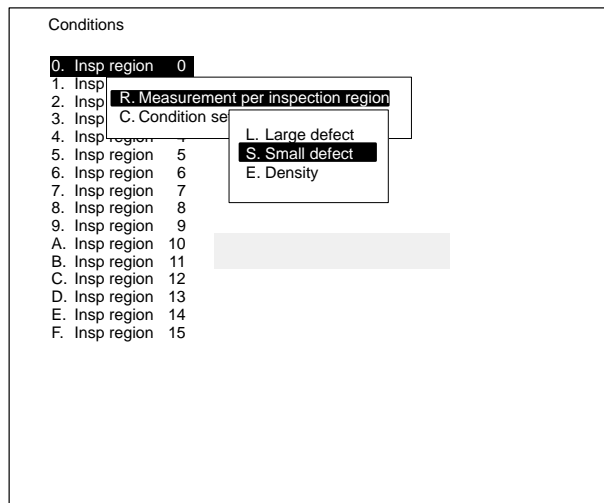 Conditions
0. Insp region 0
1. Insp
R. Measurement per inspection region
2. Insp
3. Insp
C. Condition se
L. Large defect
4. Insp region 4
S. Small defect
5. Insp region 5
E. Density
6. Insp region 6
7. Insp region 7
8. Insp region 8
9. Insp region 9
A. Insp region 10
B. Insp region 11
C. Insp region 12
D. Insp region 13
E. Insp region 14
F. Insp region 15